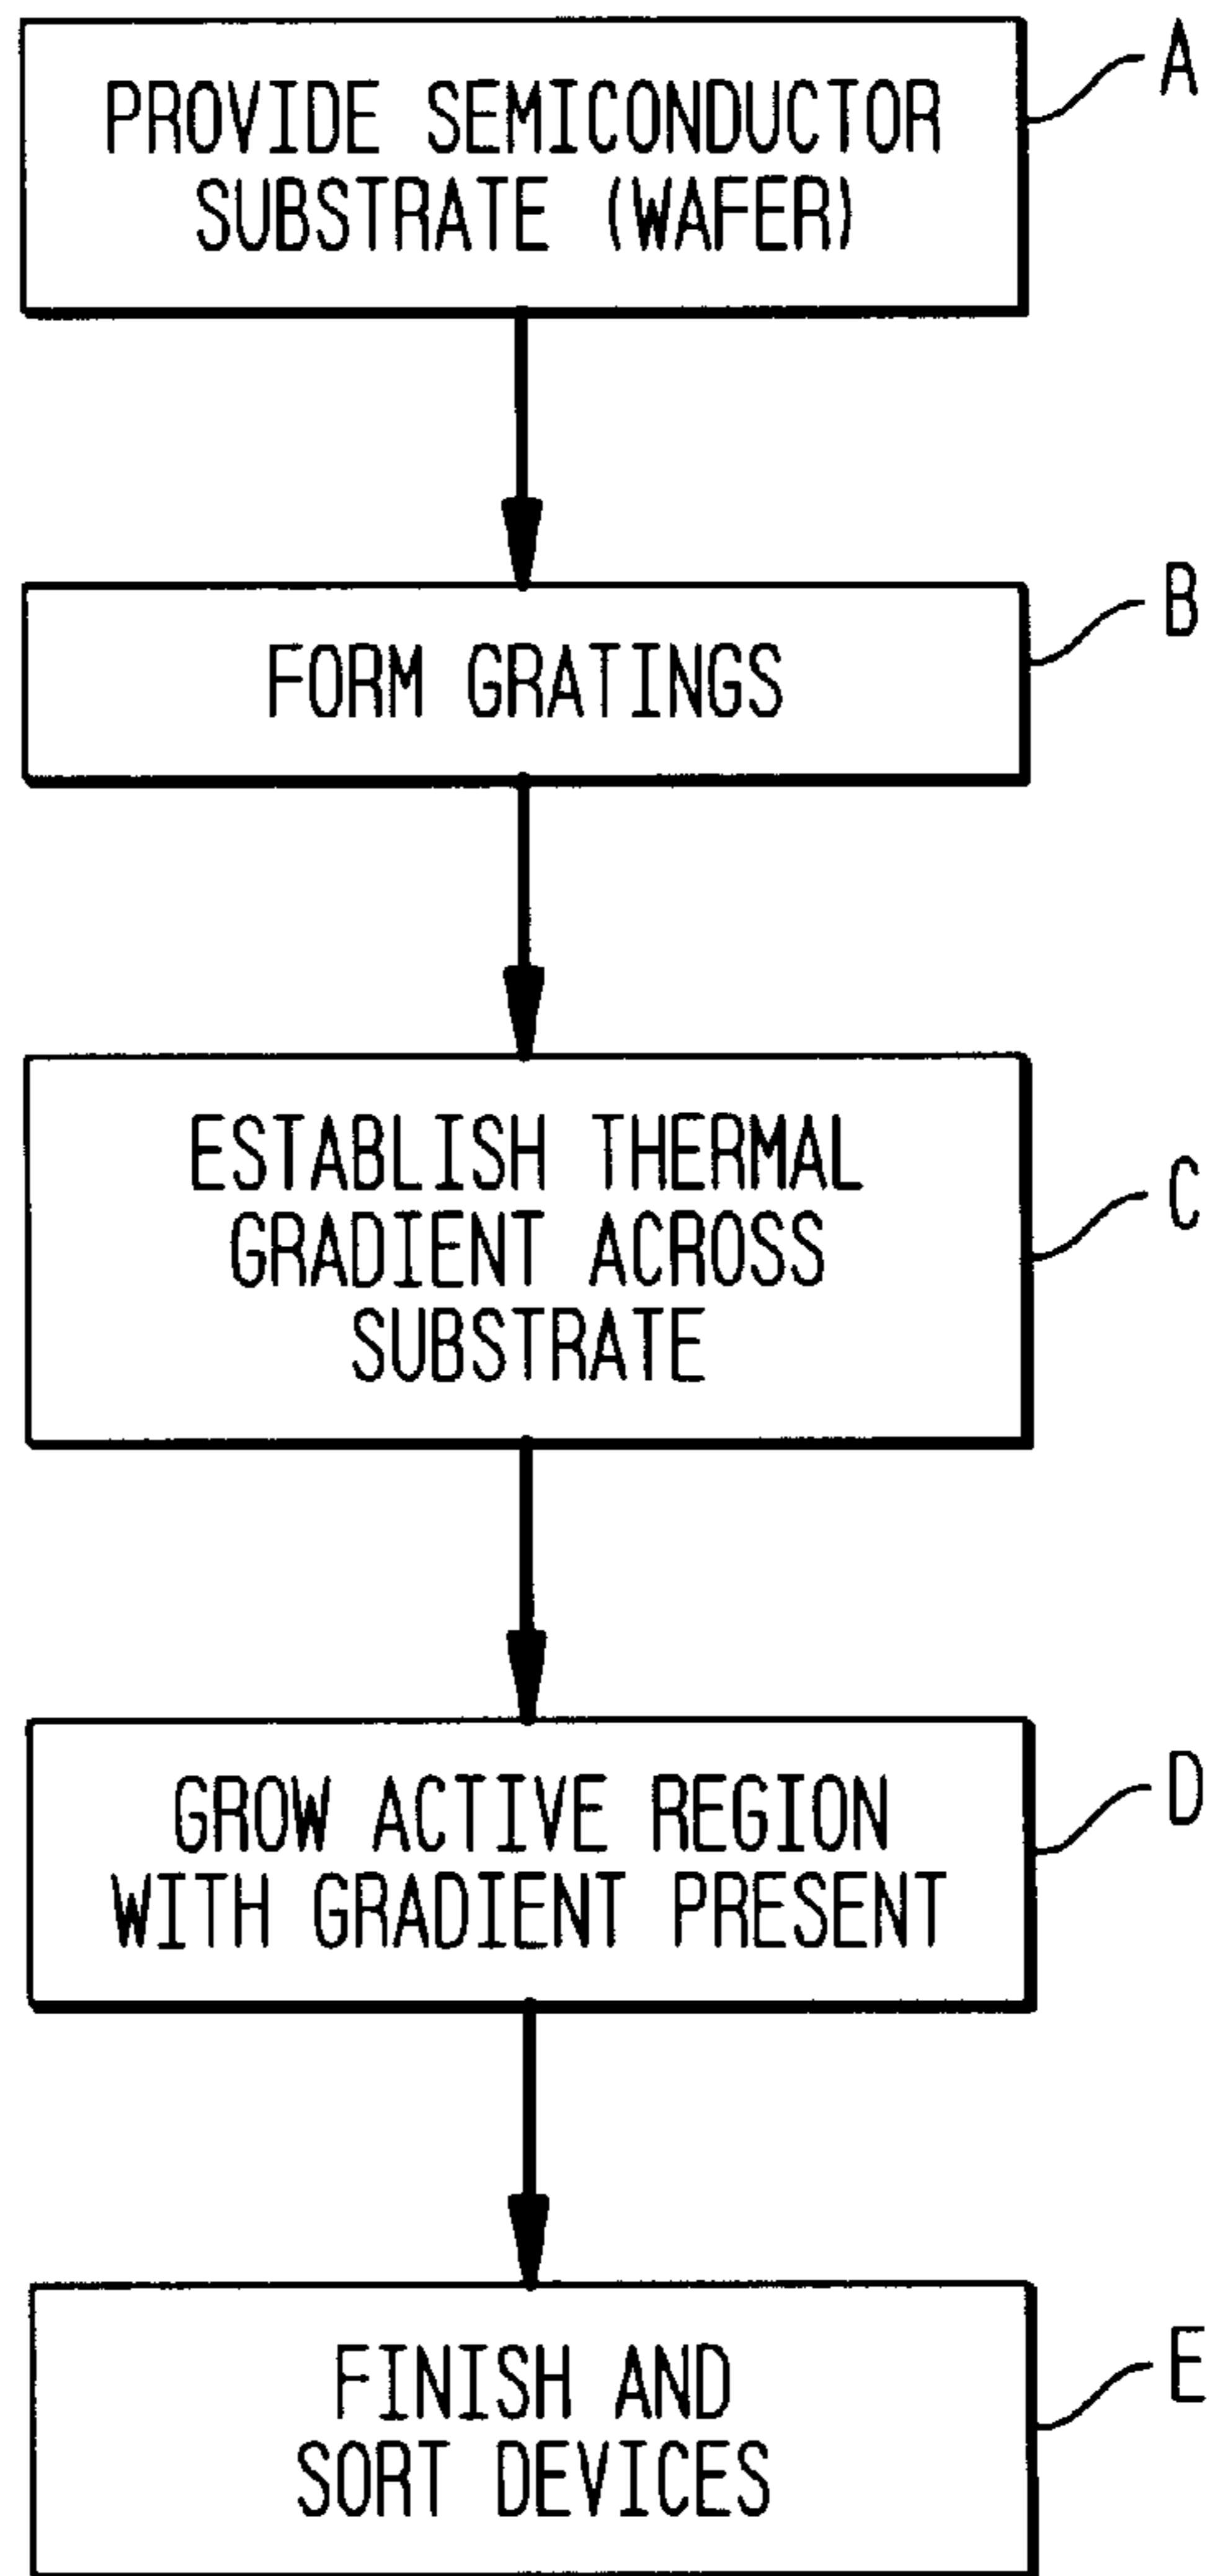 PROVIDE SEMICONDUCTOR
SUBSTRATE (WAFER)
A
FORM GRATINGS
B
ESTABLISH THERMAL
GRADIENT ACROSS
SUBSTRATE
C
GROW ACTIVE REGION
WITH GRADIENT PRESENT
D
FINISH AND
SORT DEVICES
E